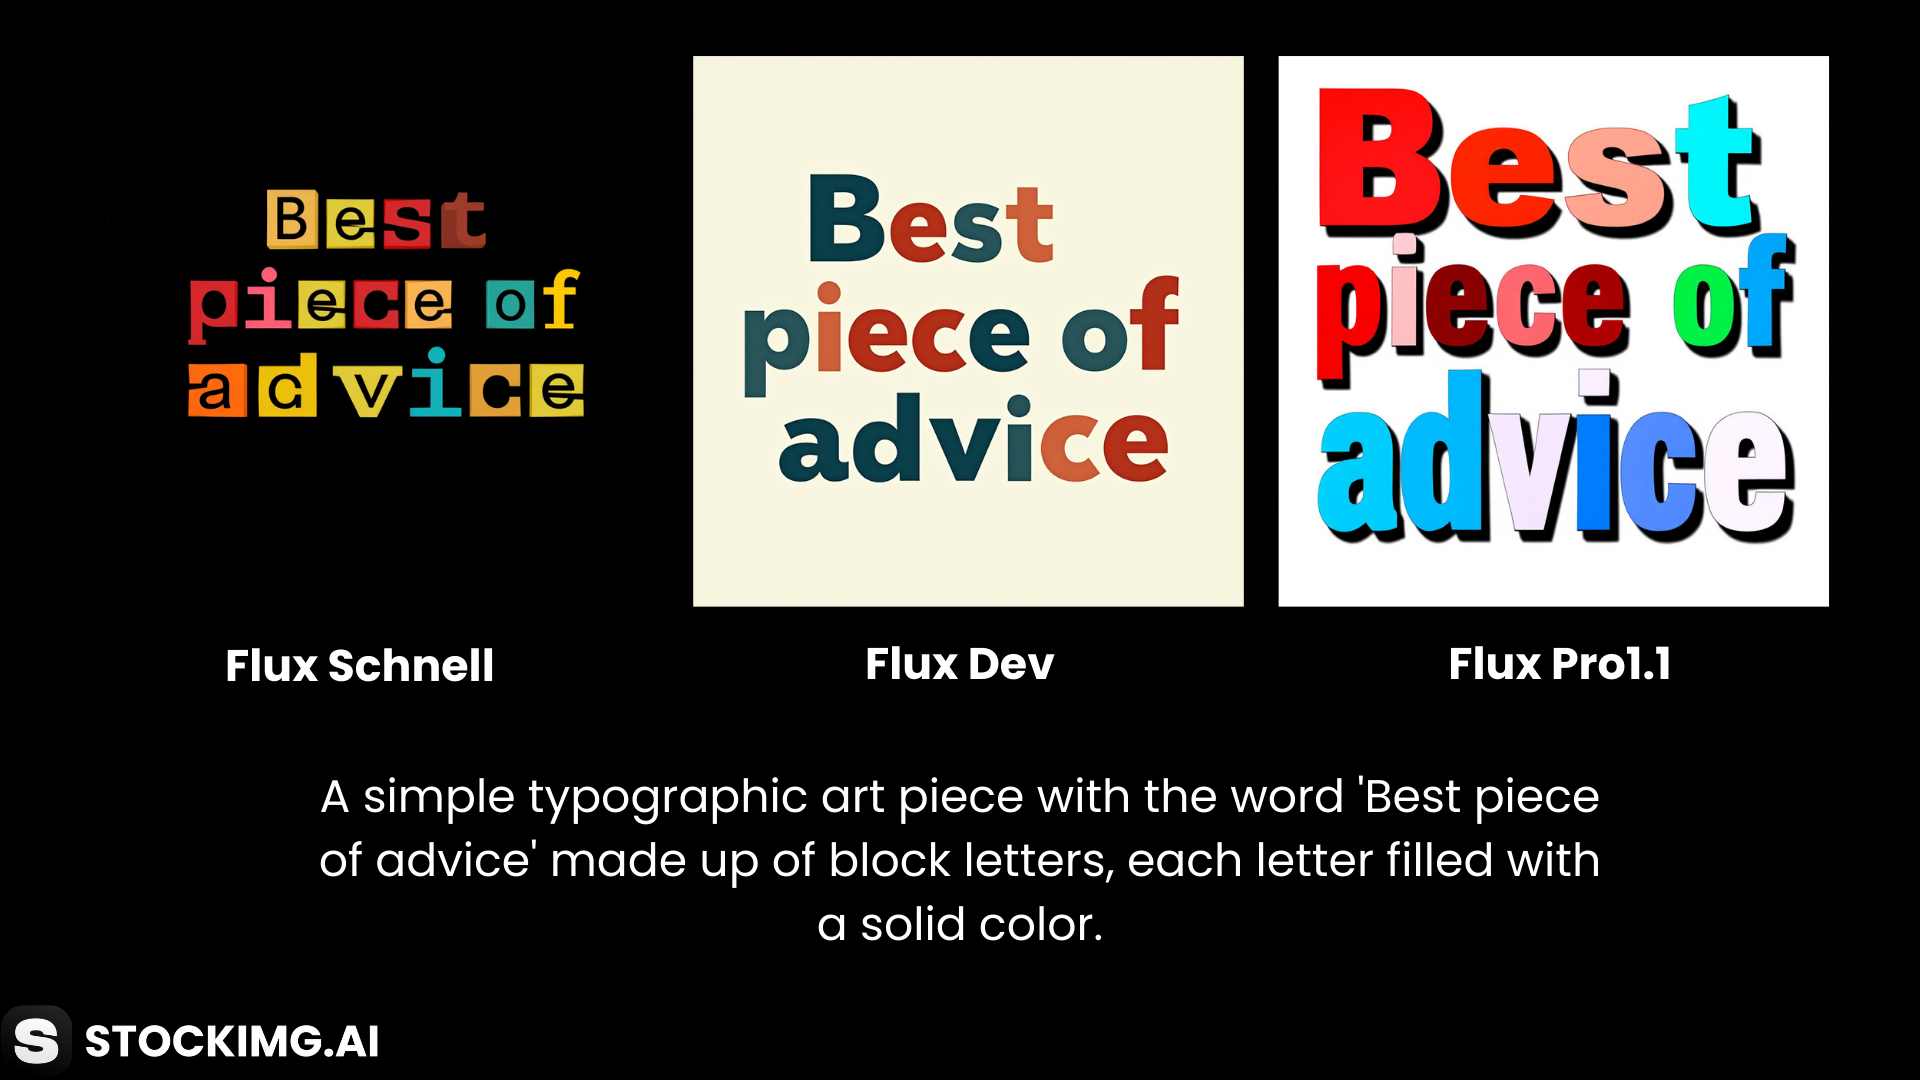 Best
piece of
advice
Best
piece of
advice
Best
piece of
advice
Flux Schnell
Flux Dev
Flux Pro1.1
A simple typographic art piece with the word 'Best piece
of advice' made up of block letters, each letter filled with
a solid color.
S STOCKIMG.AI